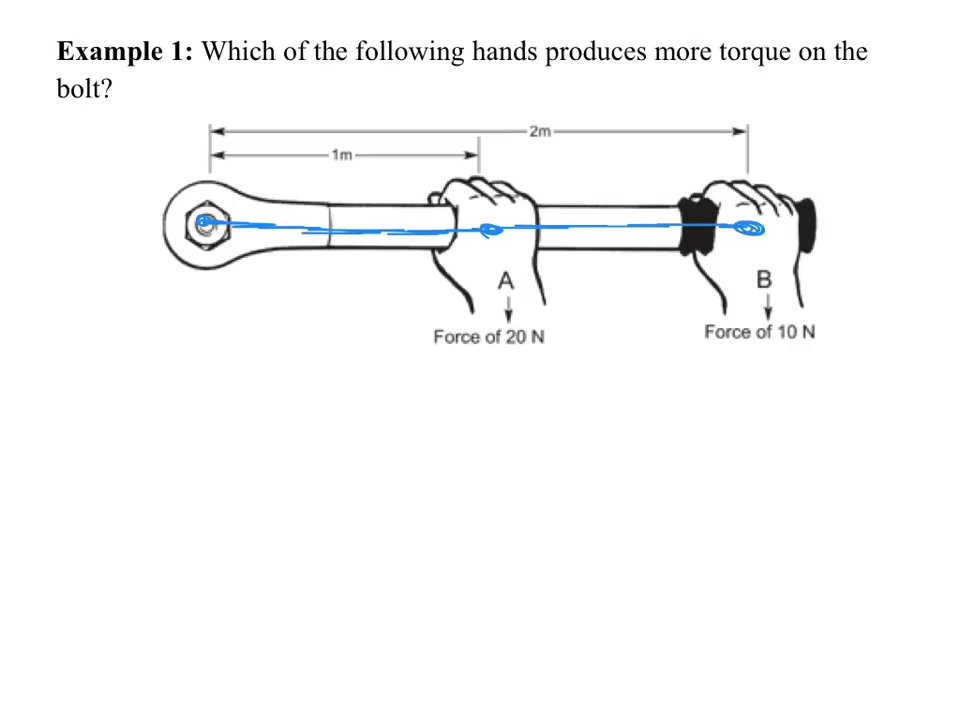 Example 1: Which of the following hands produces more torque on the
bolt?
2m
1m
A
B
Force of 20 N
Force of 10 N